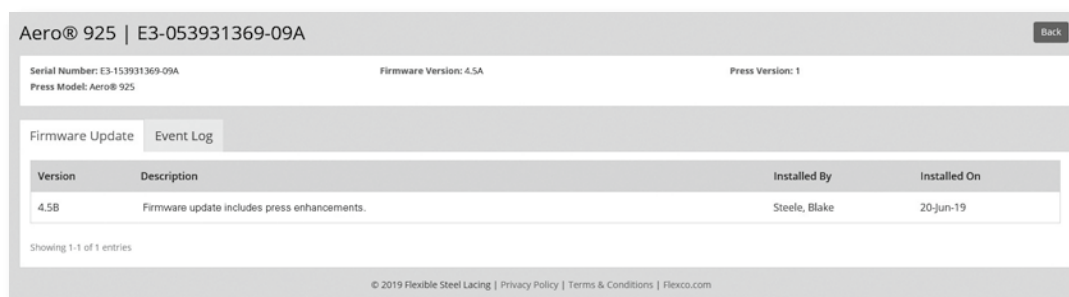 Aero® 925 | E3-053931369-09A Back
Serial Number: E3-153931369-09A Firmware Version: 4.5A Press Version: 1
Press Model: Aero® 925
Firmware Update Event Log
Version Description Installed By Installed On
4.5B Firmware update includes press enhancements. Steele, Blake 20-Jun-19
Showing 1-1 of 1 entries
© 2019 Flexible Steel Lacing | Privacy Policy | Terms & Conditions | Flexco.com